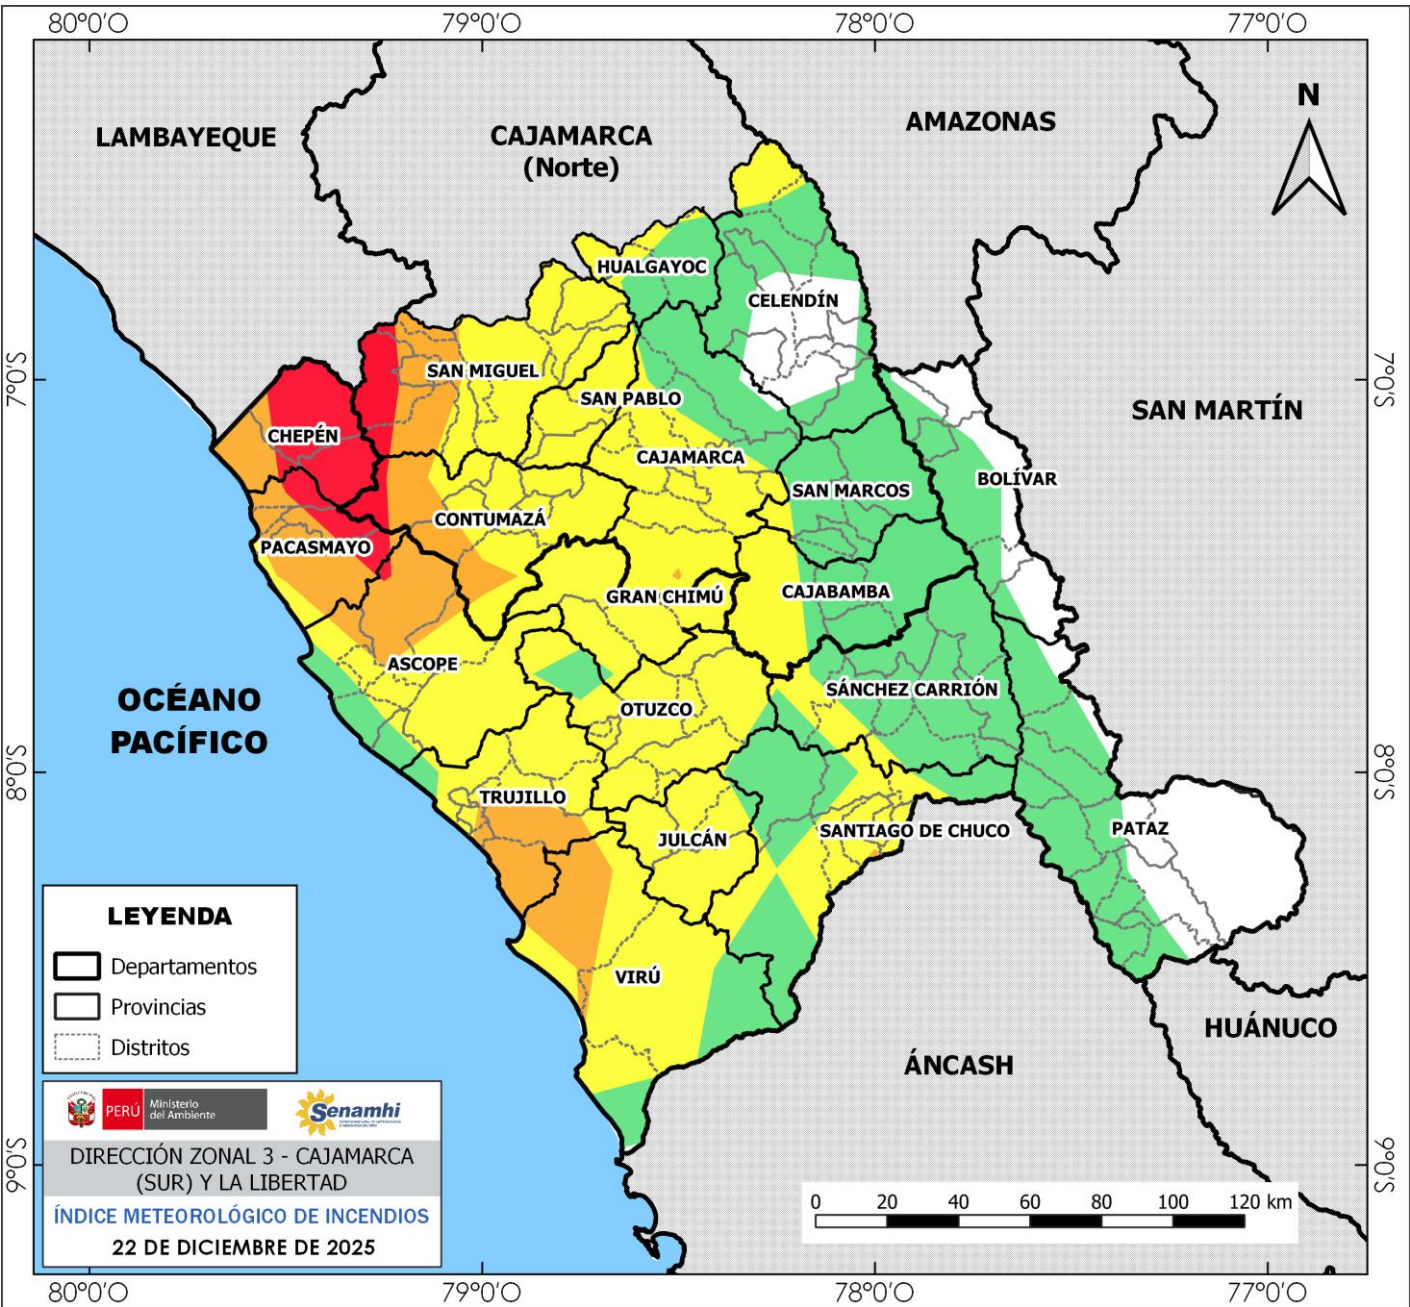 80°0'O 79°0'O 78°0'O 77°0'O
N
LAMBAYEQUE
CAJAMARCA
(Norte)
AMAZONAS
HUALGAYOC
CELENDÍN
7°0'S
7°0'S
SAN MIGUEL
SAN PABLO
SAN MARTÍN
CHEPÉN
CAJAMARCA
BOLÍVAR
SAN MARCOS
CONTUMAZÁ
PACASMAYO
GRAN CHIMÚ
CAJABAMBA
ASCOPE
OCÉANO
PACÍFICO
SÁNCHEZ CARRIÓN
OTUZCO
8°0'S
8°0'S
TRUJILLO
JULCÁN
SANTIAGO DE CHUCO
PATAZ
VIRÚ
HUÁNUCO
ÁNCASH
LEYENDA
Departamentos
Provincias
Distritos
PERÚ
Ministerio
del Ambiente
Senamhi
DIRECCIÓN ZONAL 3 - CAJAMARCA
(SUR) Y LA LIBERTAD
ÍNDICE METEOROLÓGICO DE INCENDIOS
22 DE DICIEMBRE DE 2025
9°0'S
9°0'S
0 20 40 60 80 100 120 km
80°0'O 79°0'O 78°0'O 77°0'O